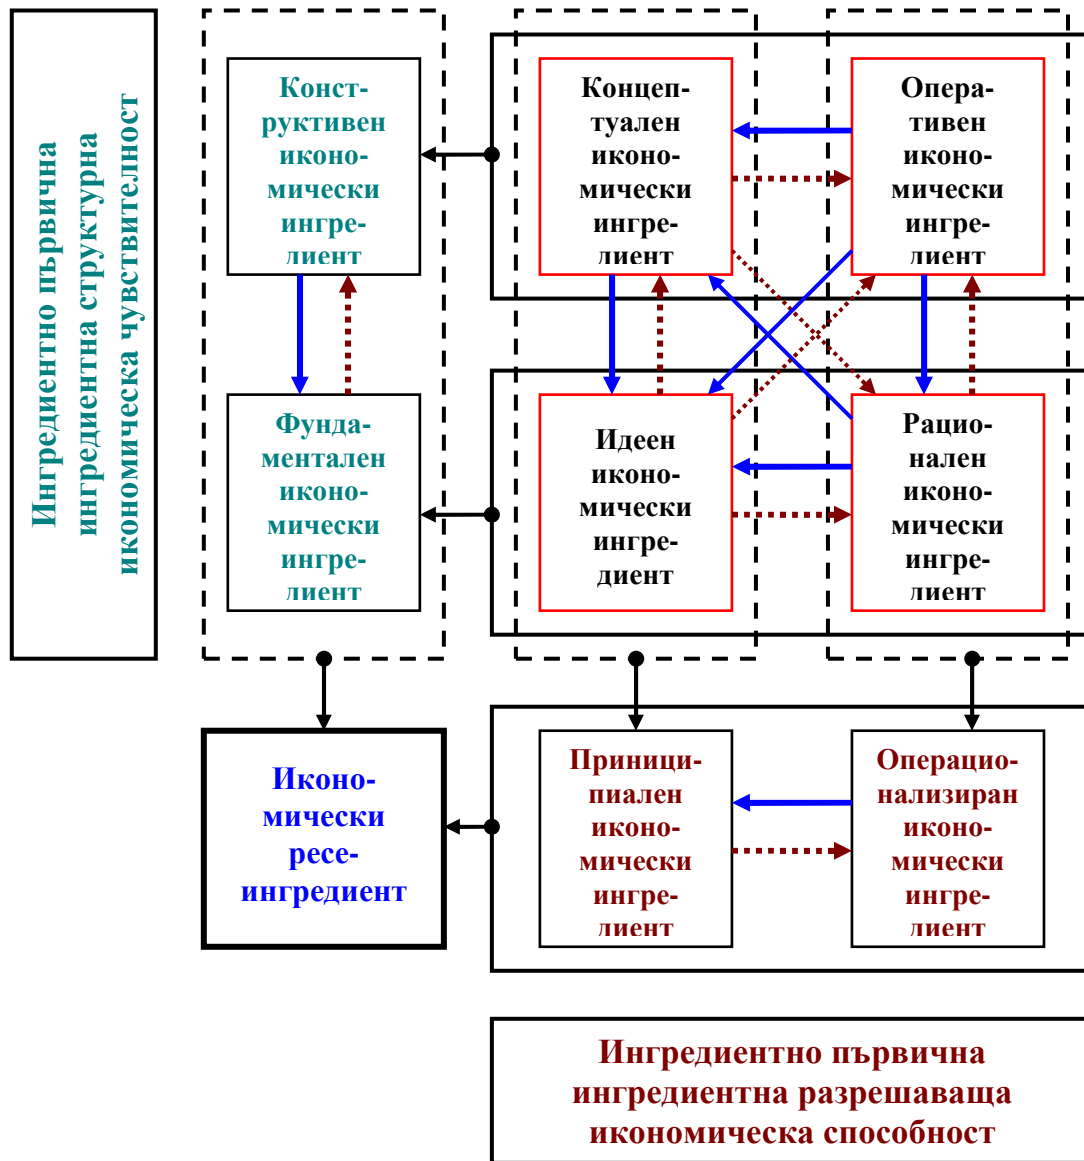 Ингредиентно първична
ингредиентна структурна
икономическа чувствителност
Конст-
руктивен
иконо-
мически
ингре-
диент
Концеп-
туален
иконо-
мически
ингре-
диент
Опера-
тивен
иконо-
мически
ингре-
диент
Фунда-
ментален
иконо-
мически
ингре-
диент
Идеен
иконо-
мически
ингре-
диент
Рацио-
нален
иконо-
мически
ингре-
диент
Иконо-
мически
ресе-
ингредиент
Приници-
пиален
иконо-
мически
ингре-
диент
Операцио-
нализиран
иконо-
мически
ингре-
диент
Ингредиентно първична
ингредиентна разрешаваща
икономическа способност